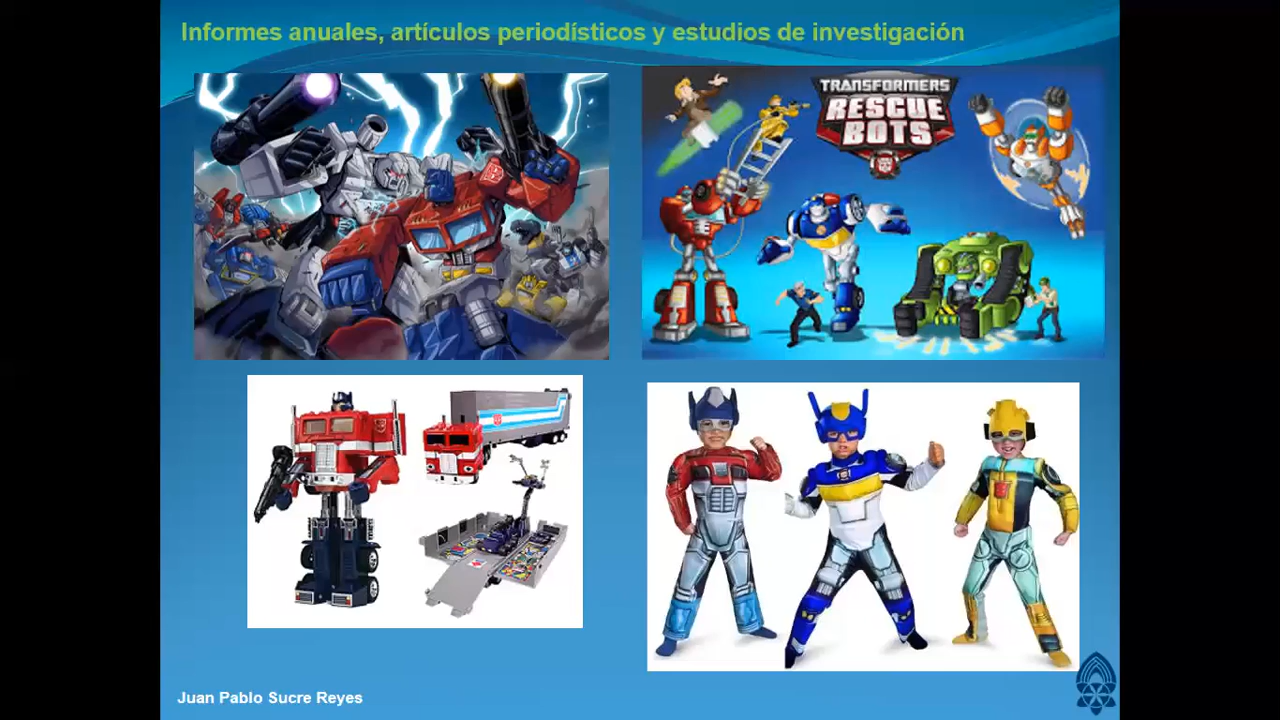 Informes anuales, artículos periodísticos y estudios de investigación
TRANSFORMERS
RESCUE
BOTS
Juan Pablo Sucre Reyes